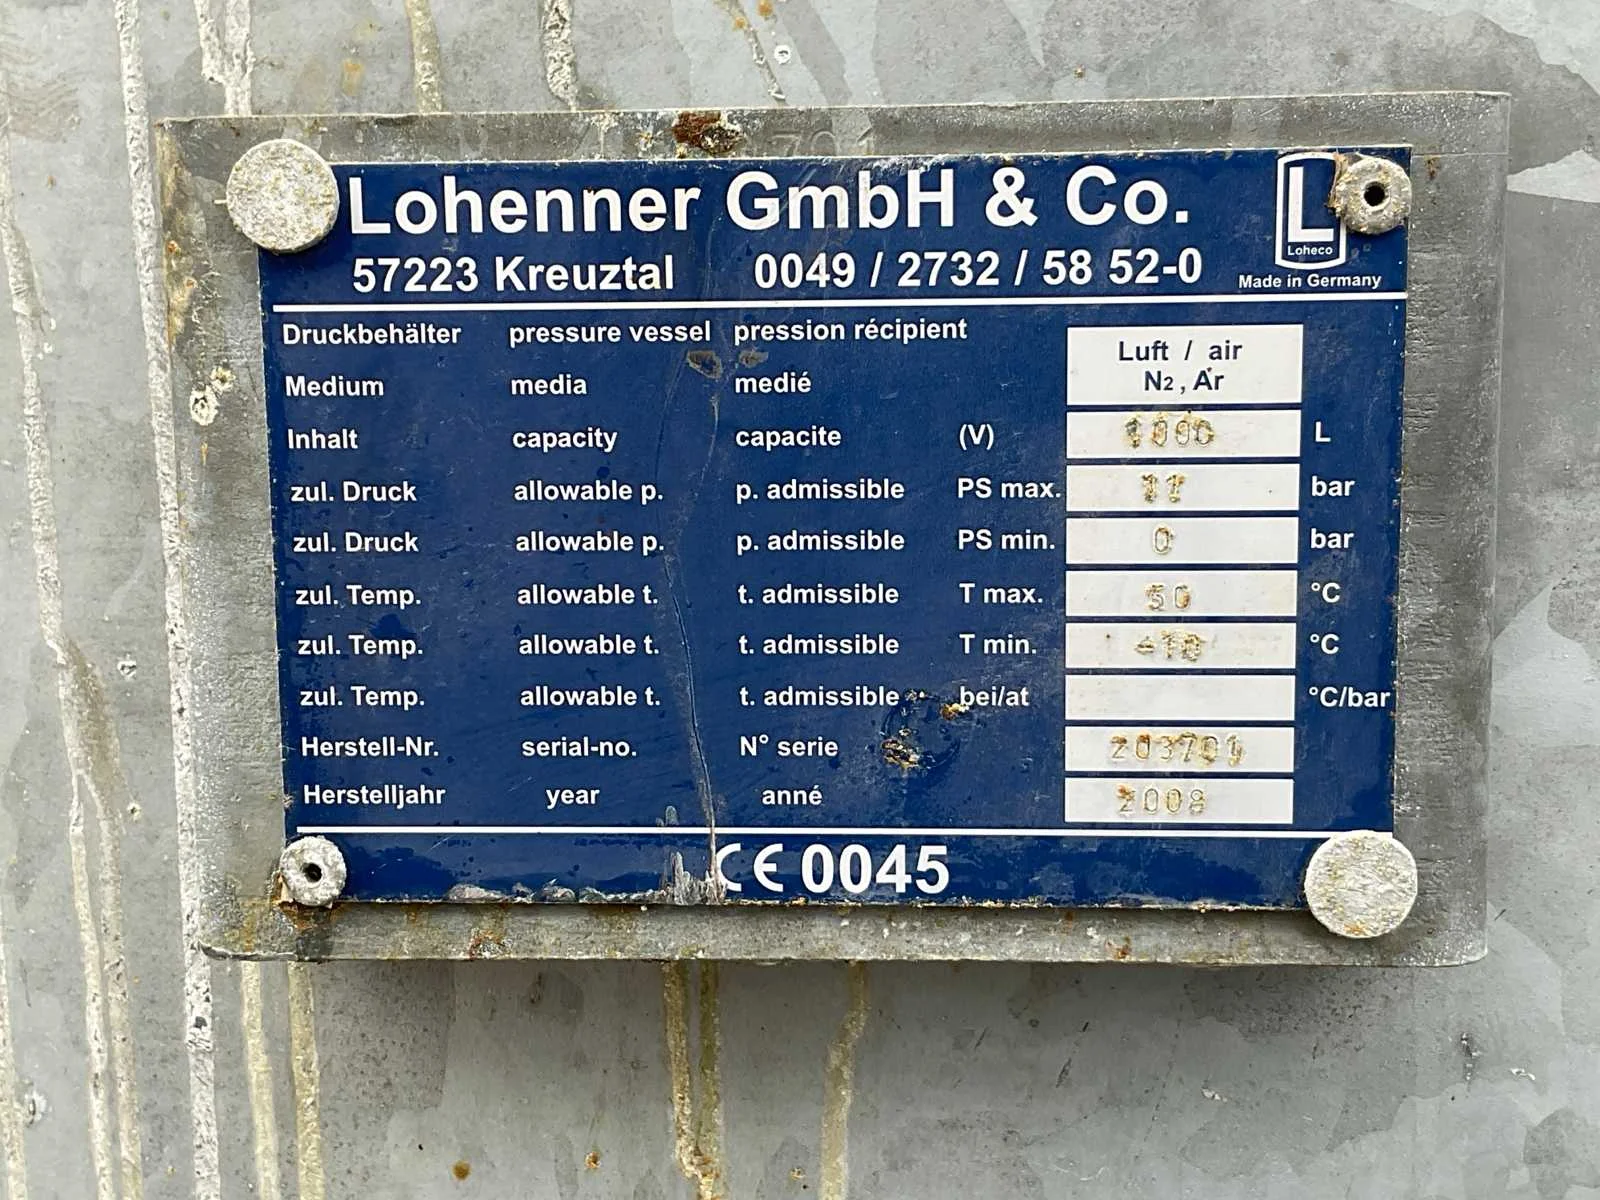 Lohenner GmbH & Co.
57223 Kreuztal 0049 / 2732 / 58 52-0
L
Loheco
Made in Germany
Druckbehälter pressure vessel pression récipient
Luft / air
N2 , Ar
Medium media medié
Inhalt capacity capacite (V) 1000 L
zul. Druck allowable p. p. admissible PS max. 11 bar
zul. Druck allowable p. p. admissible PS min. 0 bar
zul. Temp. allowable t. t. admissible T max. 50 °C
zul. Temp. allowable t. t. admissible T min. -10 °C
zul. Temp. allowable t. t. admissible bei/at °C/bar
Herstell-Nr. serial-no. N° serie 203701
Herstelljahr year anné 2008
CE 0045